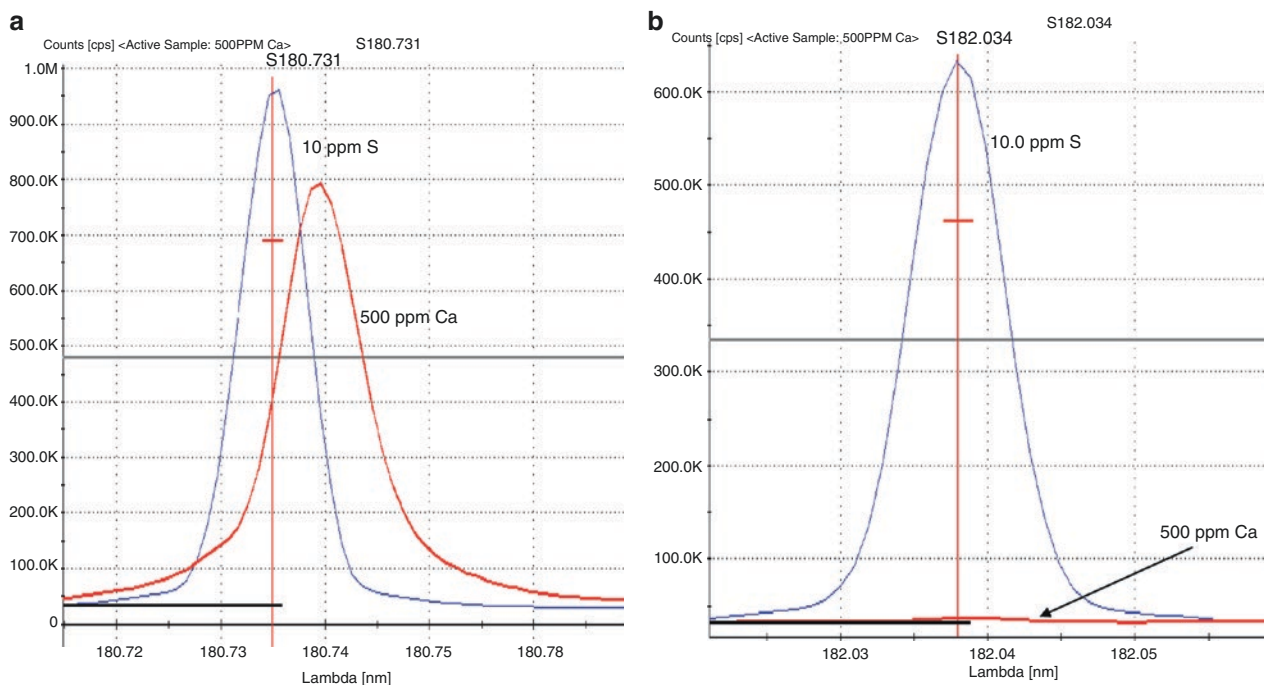 a
Counts [cps] <Active Sample: 500PPM Ca>
S180.731
S180.731
1.0M
900.0K
800.0K
700.0K
600.0K
500.0K
400.0K
300.0K
200.0K
100.0K
0
10 ppm S
500 ppm Ca
180.72
180.73
180.74
180.75
180.78
Lambda [nm]
b
S182.034
Counts [cps] <Active Sample: 500PPM Ca>
S182.034
600.0K
500.0K
400.0K
300.0K
200.0K
100.0K
10.0 ppm S
500 ppm Ca
182.03
182.04
182.05
Lambda [nm]